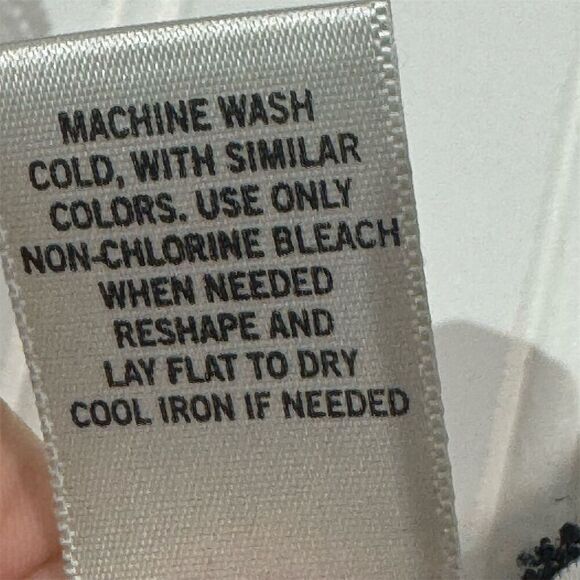 MACHINE WASH
COLD, WITH SIMILAR
COLORS. USE ONLY
NON-CHLORINE BLEACH
WHEN NEEDED
RESHAPE AND
LAY FLAT TO DRY
COOL IRON IF NEEDED